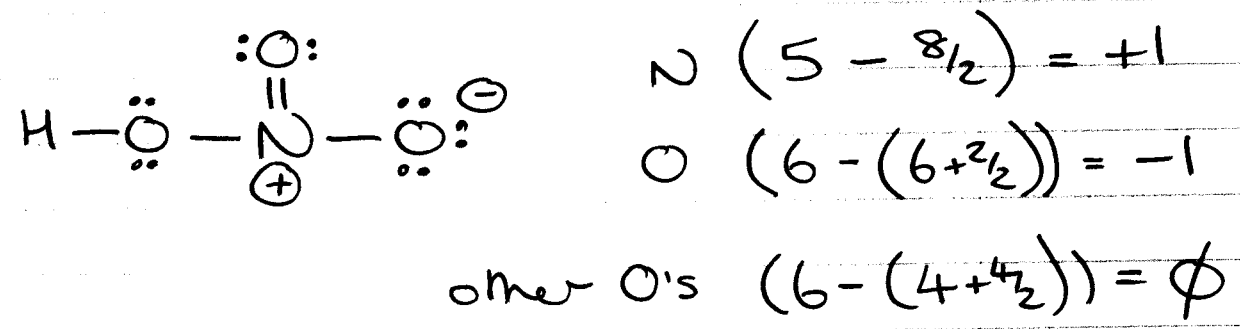 :O:
H — O — N — O: ⊖
⊕
N (5 - 8/2) = +1
O (6 - (6+2/2)) = -1
other O's (6 - (4+4/2)) = ϕ